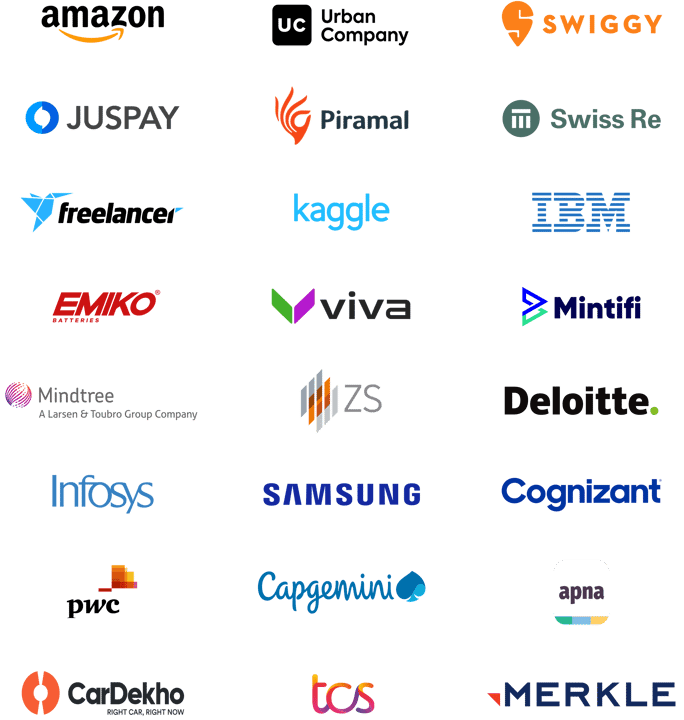 amazon
UC Urban
Company
SWIGGY
JUSPAY
Piramal
Swiss Re
freelancer
kaggle
IBM
EMIKO®
BATTERIES
viva
Mintifi
Mindtree
A Larsen & Toubro Group Company
ZS
Deloitte.
Infosys
SAMSUNG
Cognizant
pwc
Capgemini
apna
CarDekho
RIGHT CAR, RIGHT NOW
tcs
MERKLE